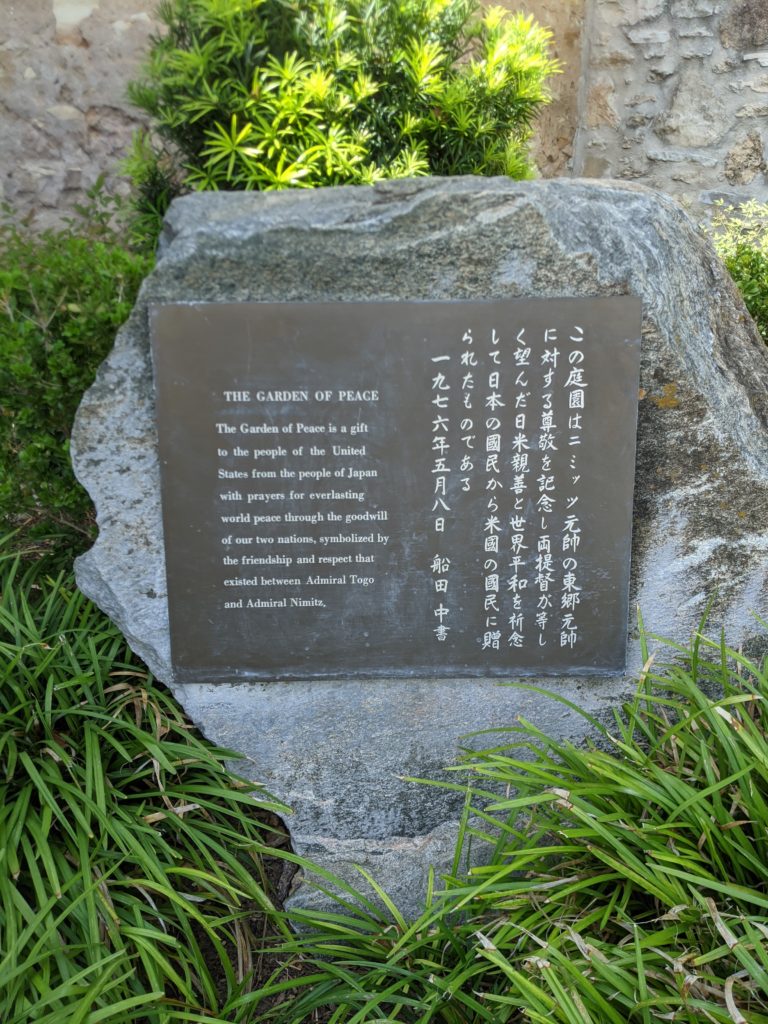 THE GARDEN OF PEACE
The Garden of Peace is a gift
to the people of the United
States from the people of Japan
with prayers for everlasting
world peace through the goodwill
of our two nations, symbolized by
the friendship and respect that
existed between Admiral Togo
and Admiral Nimitz.
この庭園はニミッツ元帥の東郷元帥
に対する尊敬を記念し両提督が等し
く望んだ日米親善と世界平和を祈念
して日本の國民から米國の國民に贈
られたものである
一九七六年五月八日 船田 中書